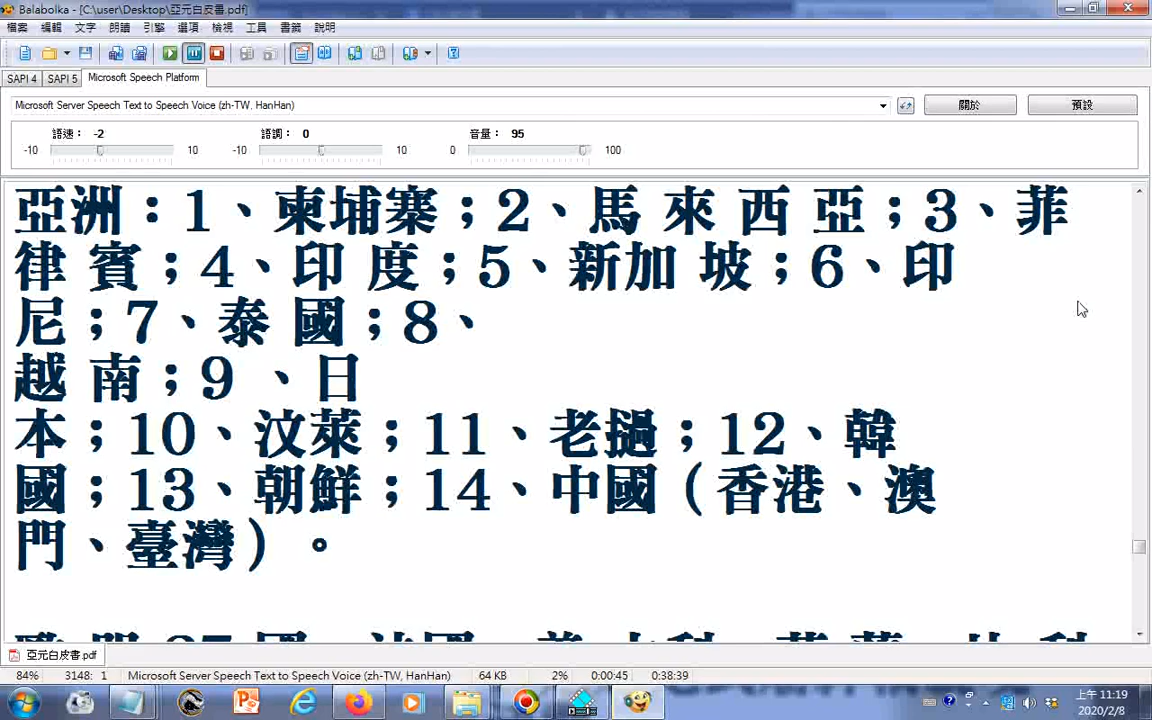 Balabolka - [C:\user\Desktop\亞元白皮書.pdf]
檔案 編輯 文字 朗讀 引擎 選項 檢視 工具 書籤 說明
SAPI 4 SAPI 5 Microsoft Speech Platform
Microsoft Server Speech Text to Speech Voice (zh-TW, HanHan) 關於 預設
語速： -2 語調： 0 音量： 95
-10 10 -10 10 0 100
亞洲：1、柬埔寨；2、馬 來 西 亞；3、菲
律 賓；4、印 度；5、新加 坡；6、印
尼；7、泰 國；8、
越 南；9 、日
本；10、汶萊；11 、老撾；12、韓
國；13、朝鮮；14、中國（香港、澳
門、臺灣）。
亞元白皮書.pdf
84% 3148: 1 Microsoft Server Speech Text to Speech Voice (zh-TW, HanHan) 64 KB 2% 0:00:45 0:38:39
上午 11:19
2020/2/8